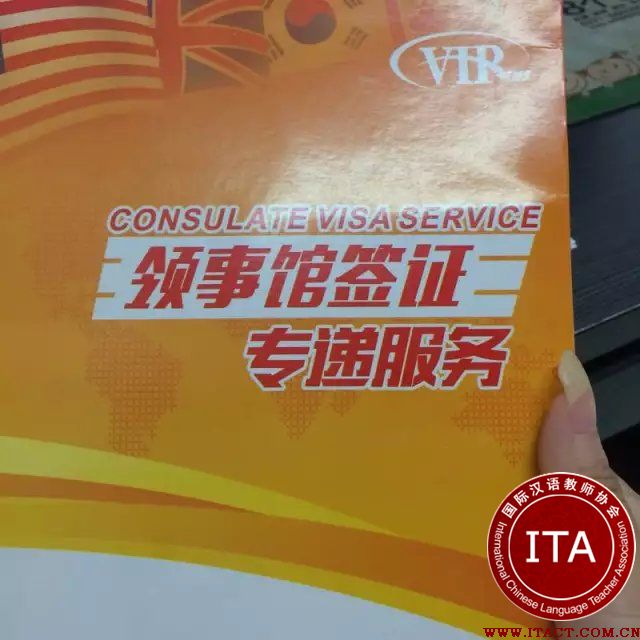 VIP
CONSULATE VISA SERVICE
领事馆签证
专递服务
国际汉语教师协会
ITA
International Chinese Language Teacher Association
WWW.ITACT.COM.CN